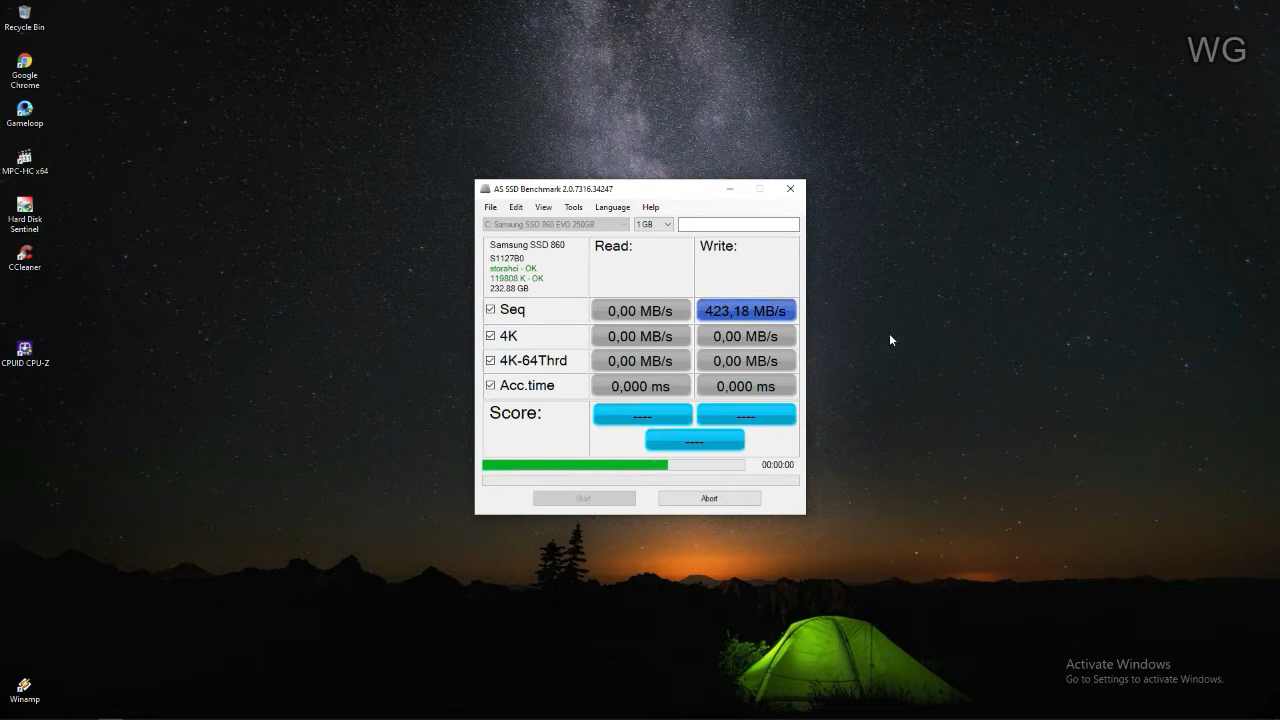 Recycle Bin
Google
Chrome
Gameloop
MPC-HC x64
Hard Disk
Sentinel
CCleaner
CPUID CPU-Z
Winamp
WG
AS SSD Benchmark 2.0.7316.34247
File Edit View Tools Language Help
C: Samsung SSD 860 EVO 250GB 1 GB
Samsung SSD 860
S1127B0
storahci - OK
119808 K - OK
232,88 GB
Read: Write:
Seq 0,00 MB/s 423,18 MB/s
4K 0,00 MB/s 0,00 MB/s
4K-64Thrd 0,00 MB/s 0,00 MB/s
Acc.time 0,000 ms 0,000 ms
Score: ---- ----
----
00:00:00
Start Abort
Activate Windows
Go to Settings to activate Windows.